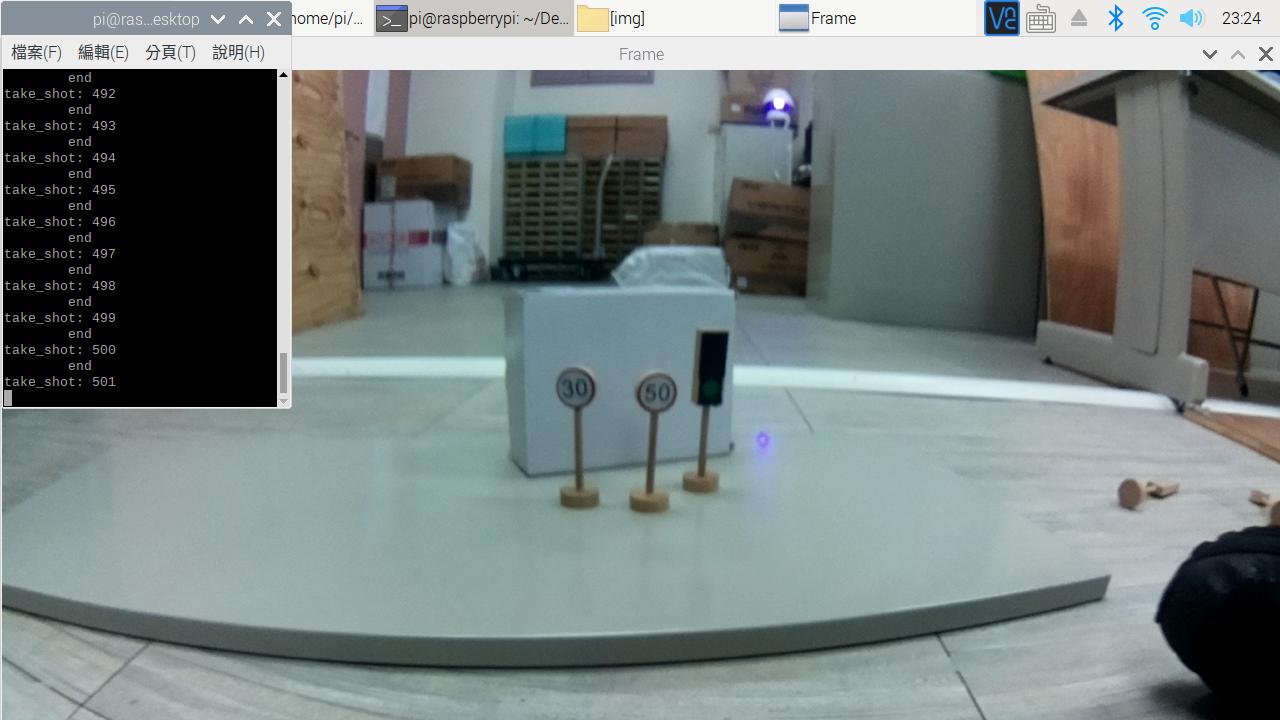 pi@ras...esktop
home/pi/...
pi@raspberrypi: ~/De...
[img]
Frame
23:24
檔案(F) 編輯(E) 分頁(T) 說明(H)
Frame
end
take_shot: 492
end
take_shot: 493
end
take_shot: 494
end
take_shot: 495
end
take_shot: 496
end
take_shot: 497
end
take_shot: 498
end
take_shot: 499
end
take_shot: 500
end
take_shot: 501
30
50